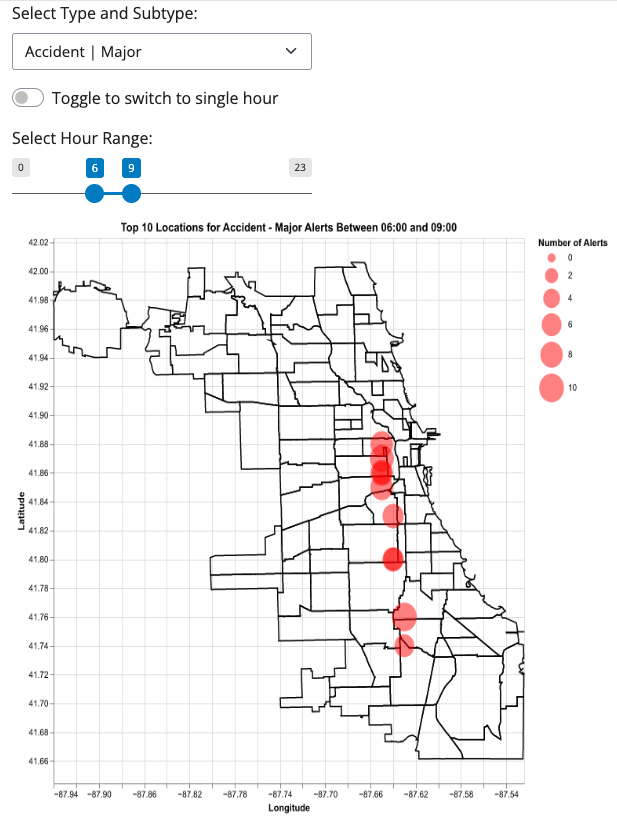 Select Type and Subtype:
Accident | Major
Toggle to switch to single hour
Select Hour Range:
0 6 9 23
Top 10 Locations for Accident - Major Alerts Between 06:00 and 09:00
Number of Alerts
0
2
4
6
8
10
42.02
42.00
41.98
41.96
41.94
41.92
41.90
41.88
41.86
41.84
41.82
41.80
41.78
41.76
41.74
41.72
41.70
41.68
41.66
Latitude
−87.94 −87.90 −87.86 −87.82 −87.78 −87.74 −87.70 −87.66 −87.62 −87.58 −87.54
Longitude